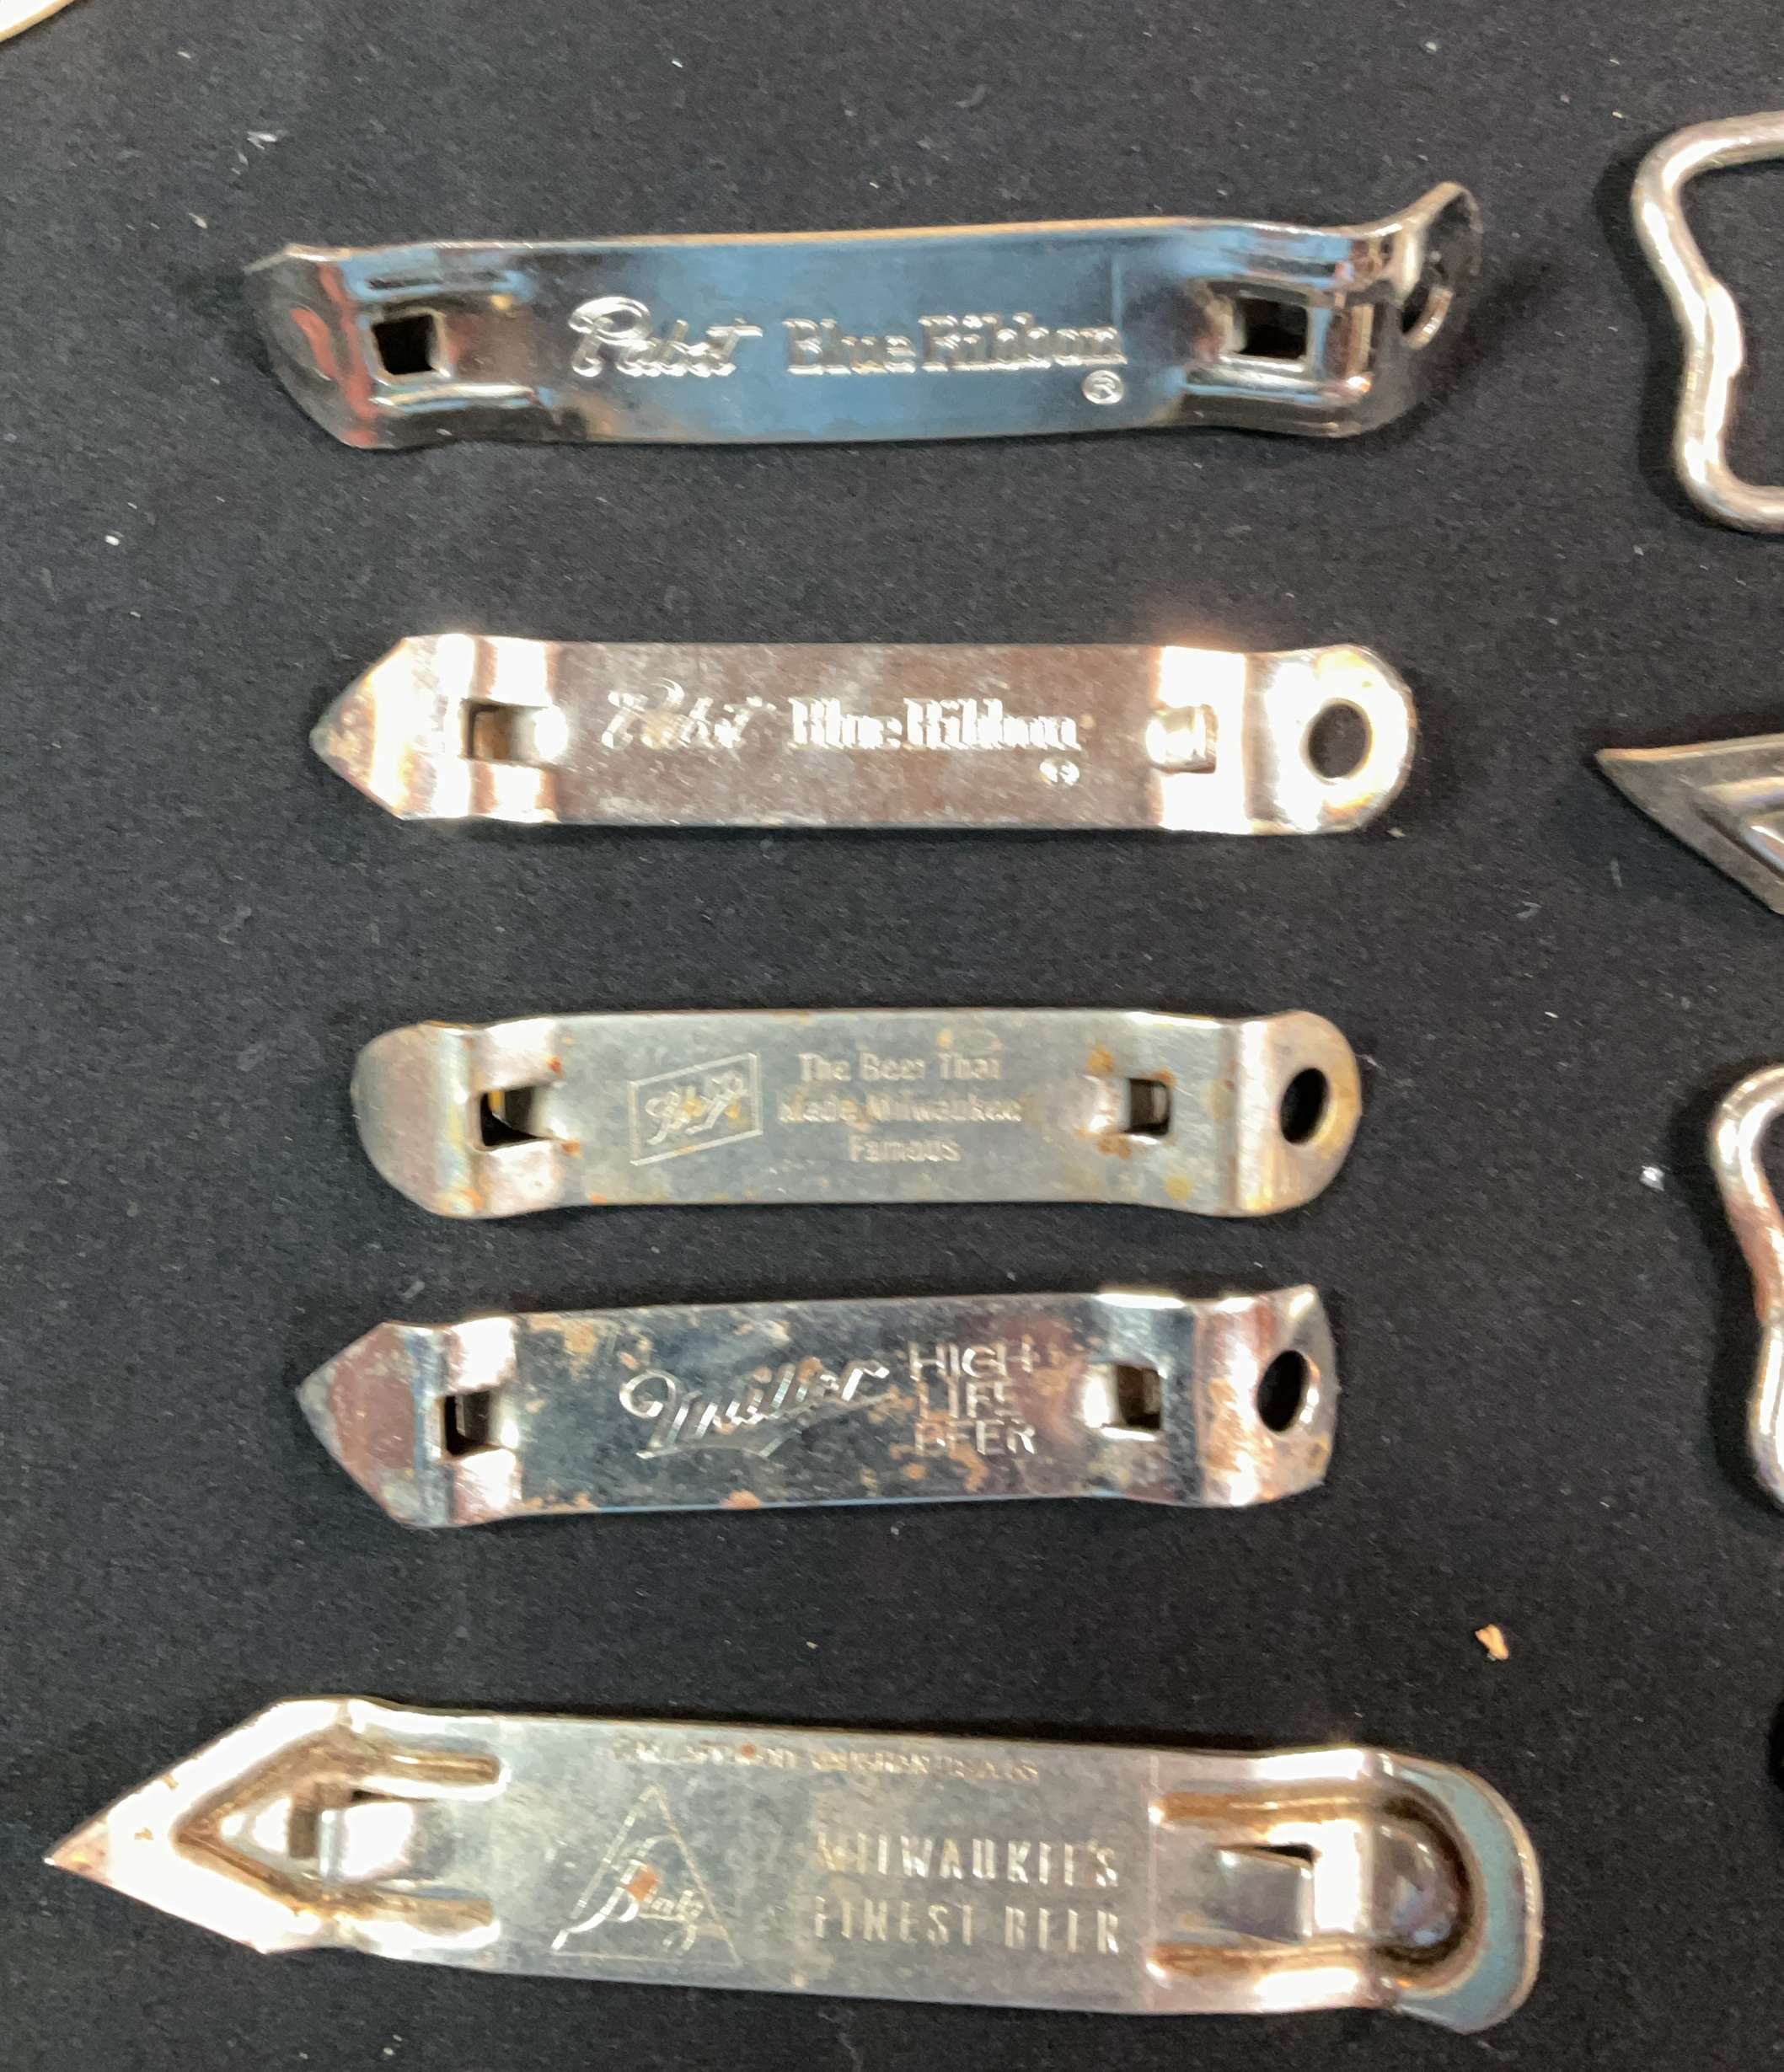 Pabst Blue Ribbon
®
Pabst Blue Ribbon
Schlitz The Beer That
Made Milwaukee
Famous
Miller HIGH
LIFE
BEER
VAUGHAN
Blatz MILWAUKEE'S
FINEST BEER